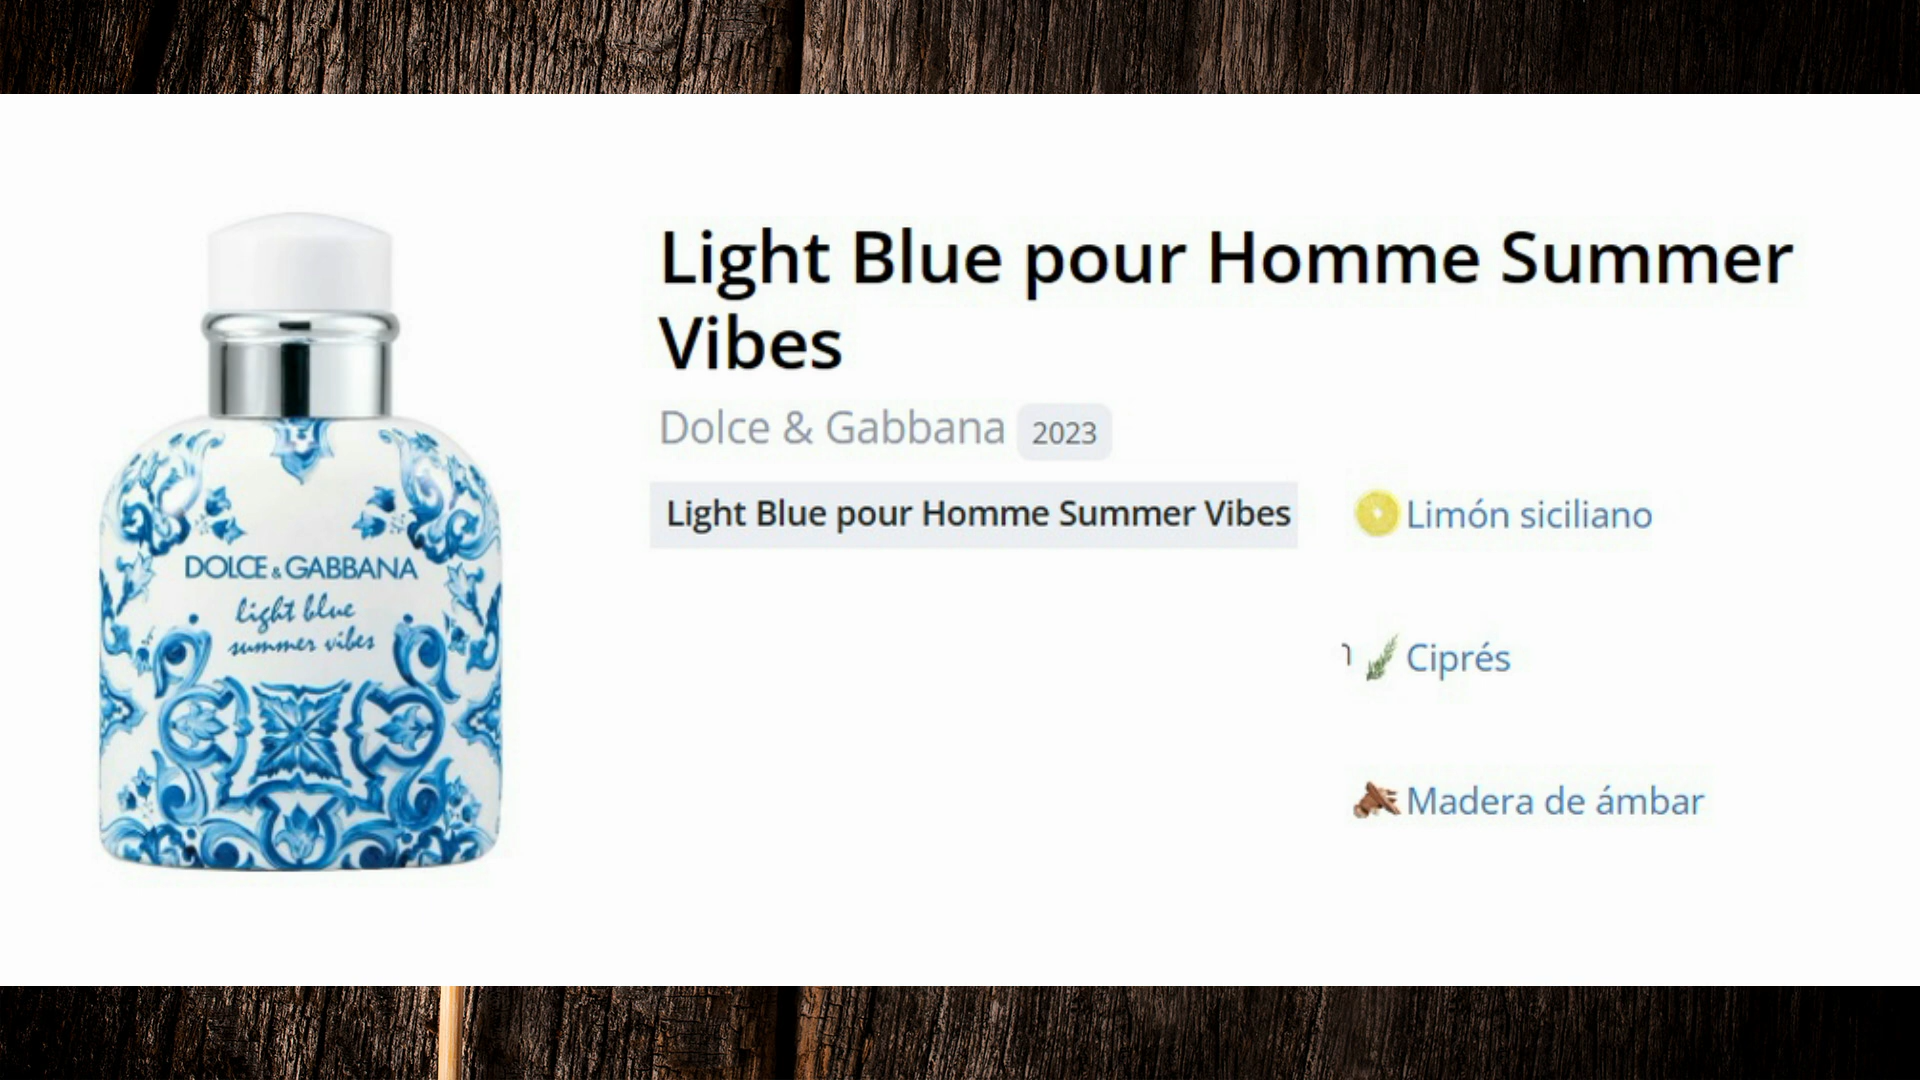 Light Blue pour Homme Summer
Vibes
Dolce & Gabbana 2023
Light Blue pour Homme Summer Vibes
Limón siciliano
Ciprés
Madera de ámbar
DOLCE & GABBANA
light blue
summer vibes